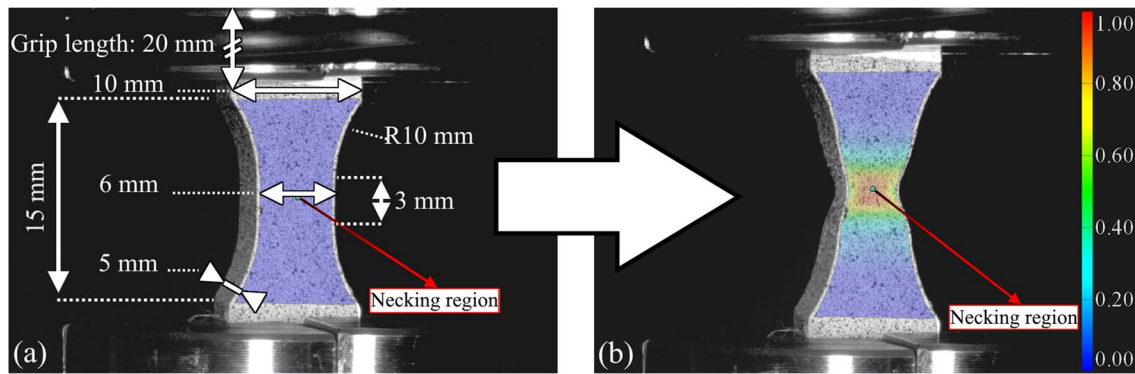 Grip length: 20 mm
10 mm
R10 mm
15 mm
6 mm
3 mm
5 mm
Necking region
(a)
Necking region
(b)
1.00
0.80
0.60
0.40
0.20
0.00